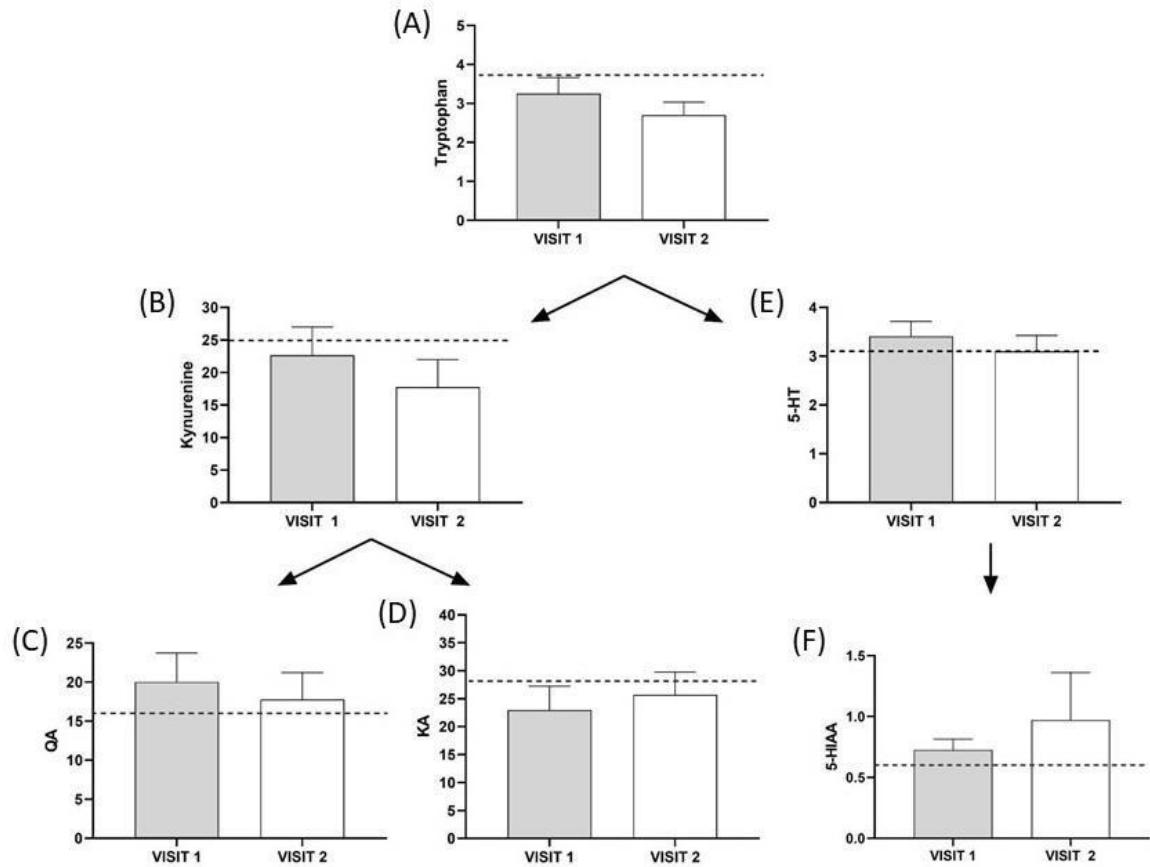 (A)
Tryptophan
5
4
3
2
1
0
VISIT 1 VISIT 2
(B)
Kynurenine
30
25
20
15
10
5
0
VISIT 1 VISIT 2
(E)
5-HT
4
3
2
1
0
VISIT 1 VISIT 2
(C)
QA
25
20
15
10
5
0
VISIT 1 VISIT 2
(D)
KA
40
35
30
25
20
15
10
5
0
VISIT 1 VISIT 2
(F)
5-HIAA
1.5
1.0
0.5
0.0
VISIT 1 VISIT 2